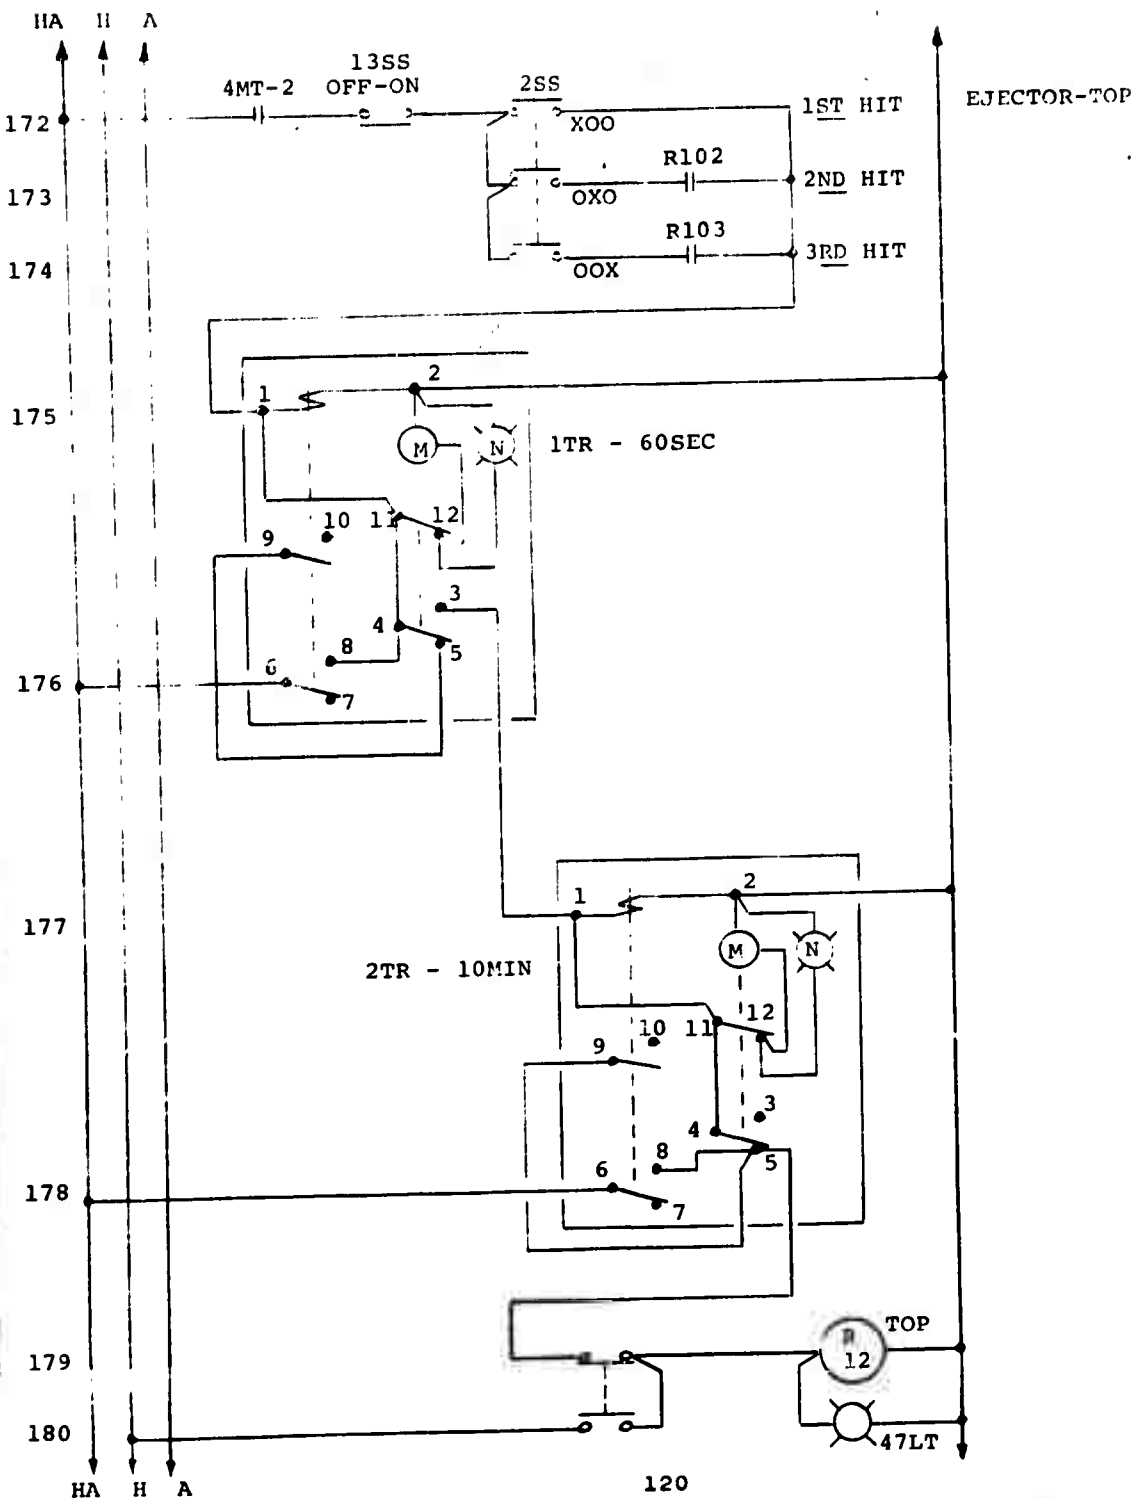 HA H A
13SS
4MT-2 OFF-ON 2SS
1ST HIT EJECTOR-TOP
172
XOO
R102
2ND HIT
173
OXO
R103
3RD HIT
174
OOX
1 2
175
M N 1TR - 60SEC
10 11 12
9
3
4
8 5
6
176
7
1 2
177
M N
2TR - 10MIN
10 11 12
9
3
4
8 5
6
178
7
TOP
R
12
179
180
47LT
HA H A
120